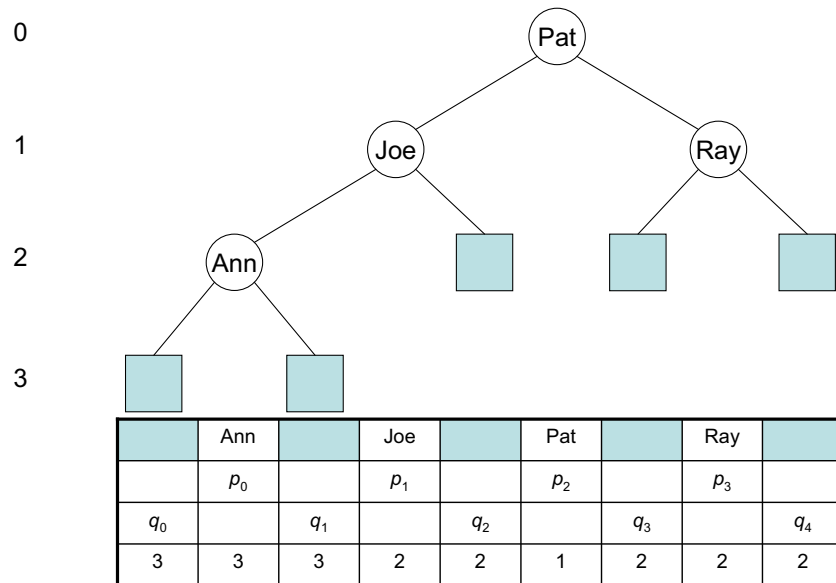 0
Pat
1
Joe
Ray
2
Ann
3
Ann Joe Pat Ray
p0 p1 p2 p3
q0 q1 q2 q3 q4
3 3 3 2 2 1 2 2 2